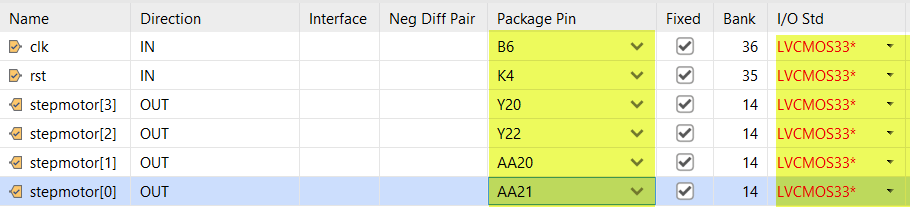 Name Direction Interface Neg Diff Pair Package Pin Fixed Bank I/O Std
clk IN B6 36 LVCMOS33*
rst IN K4 35 LVCMOS33*
stepmotor[3] OUT Y20 14 LVCMOS33*
stepmotor[2] OUT Y22 14 LVCMOS33*
stepmotor[1] OUT AA20 14 LVCMOS33*
stepmotor[0] OUT AA21 14 LVCMOS33*